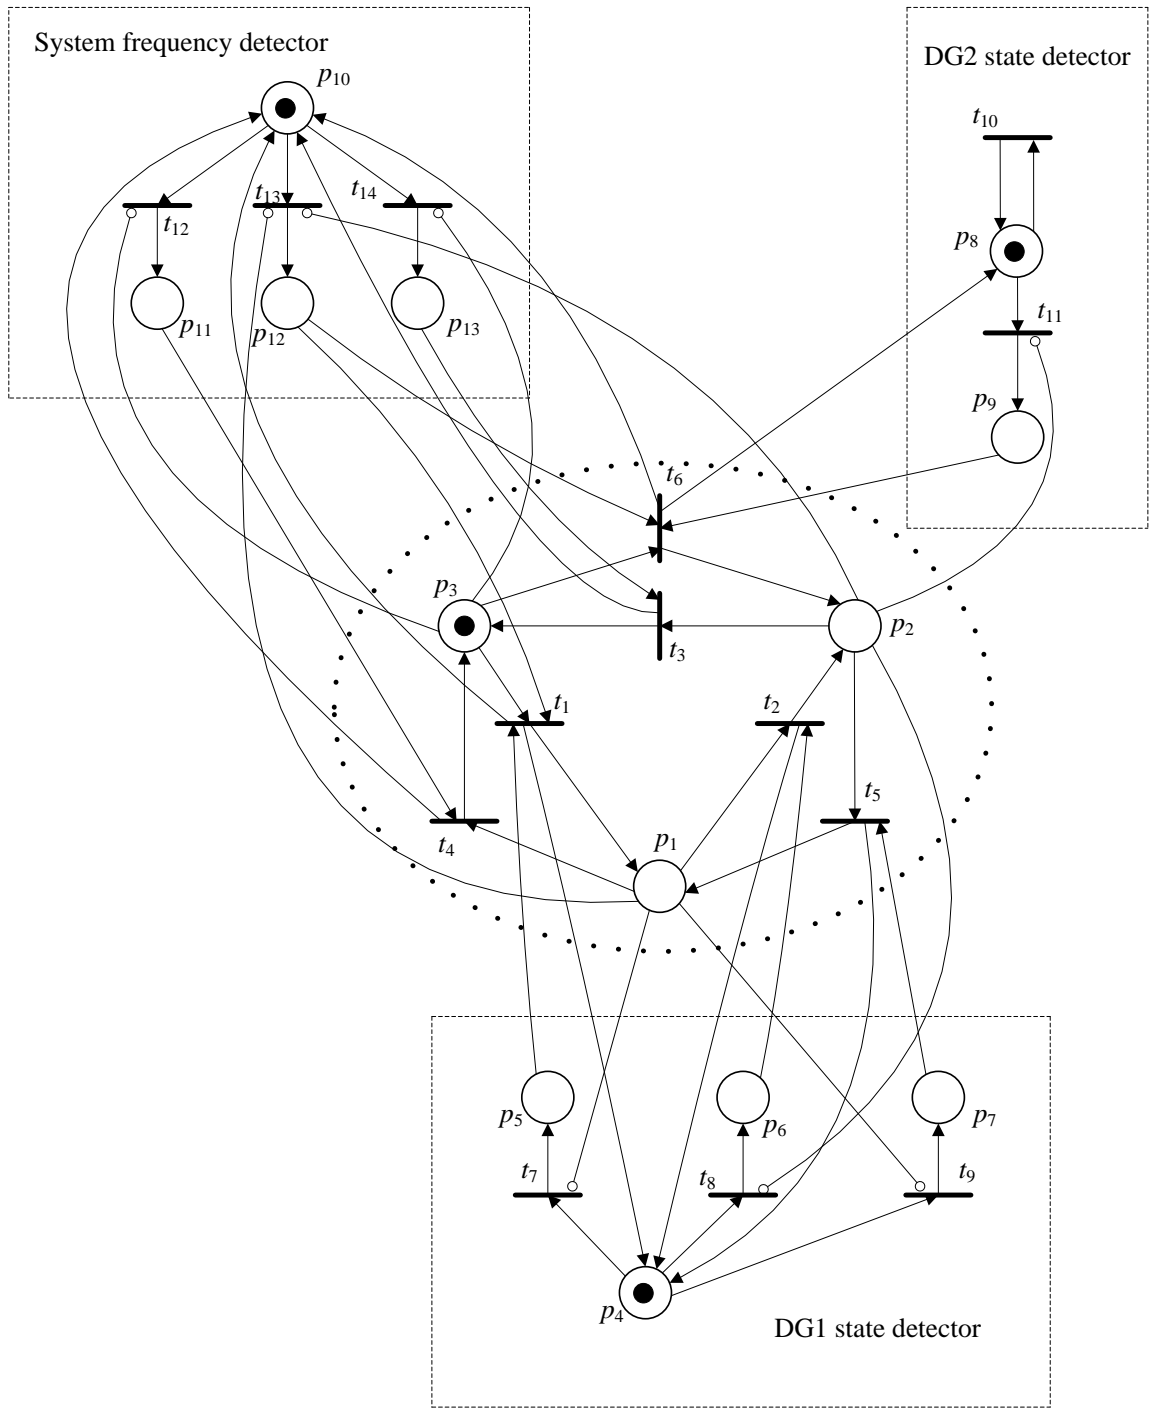 System frequency detector
DG2 state detector
p10
t10
t12
t13
t14
p8
p11
p12
p13
t11
p9
t6
p3
p2
t3
t1
t2
t5
t4
p1
p5
p6
p7
t7
t8
t9
p4
DG1 state detector